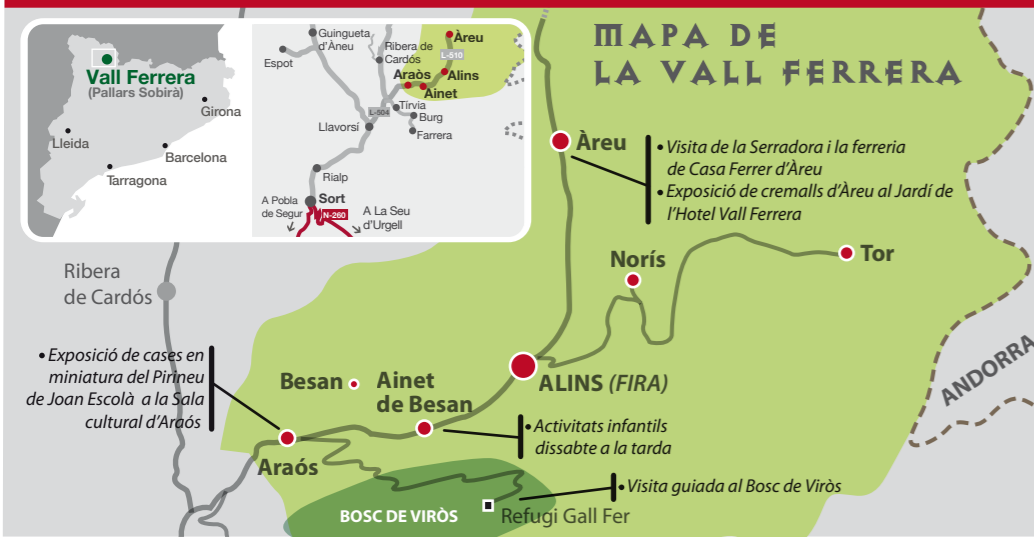 MAPA DE
LA VALL FERRERA
Vall Ferrera
(Pallars Sobirà)
Girona
Lleida
Barcelona
Tarragona
Guingueta
d'Àneu
Espot
Ribera de
Cardós
Àreu
L-510
Araòs
Alins
Ainet
Tírvia
L-504
Burg
Llavorsí
Farrera
Rialp
Sort
A Pobla
de Segur
N-260
A La Seu
d'Urgell
Àreu
• Visita de la Serradora i la ferreria
de Casa Ferrer d'Àreu
• Exposició de cremalls d'Àreu al Jardí de
l'Hotel Vall Ferrera
Norís
Tor
Ribera
de Cardós
ANDORRA
• Exposició de cases en
miniatura del Pirineu
de Joan Escolà a la Sala
cultural d'Araós
Besan
Ainet
de Besan
ALINS (FIRA)
• Activitats infantils
dissabte a la tarda
Araós
• Visita guiada al Bosc de Viròs
BOSC DE VIRÒS
Refugi Gall Fer